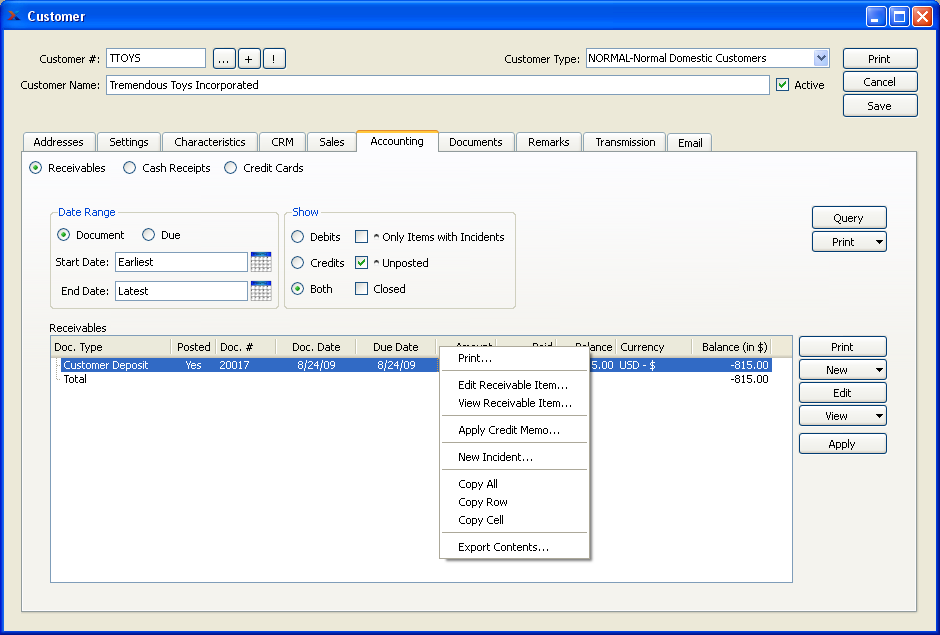 Customer
Customer #: TTOYS ... + ! Customer Type: NORMAL-Normal Domestic Customers Print
Customer Name: Tremendous Toys Incorporated Active Cancel
Save
Addresses Settings Characteristics CRM Sales Accounting Documents Remarks Transmission Email
Receivables Cash Receipts Credit Cards
Date Range Show
Document Due Debits ^ Only Items with Incidents Query
Start Date: Earliest Credits ^ Unposted Print
End Date: Latest Both Closed
Receivables
Doc. Type Posted Doc. # Doc. Date Due Date Amount Paid Balance Currency Balance (in $) Print
Customer Deposit Yes 20017 8/24/09 8/24/09 5.00 USD - $ -815.00 New
Total -815.00
Edit
View
Apply
Print...
Edit Receivable Item...
View Receivable Item...
Apply Credit Memo...
New Incident...
Copy All
Copy Row
Copy Cell
Export Contents...